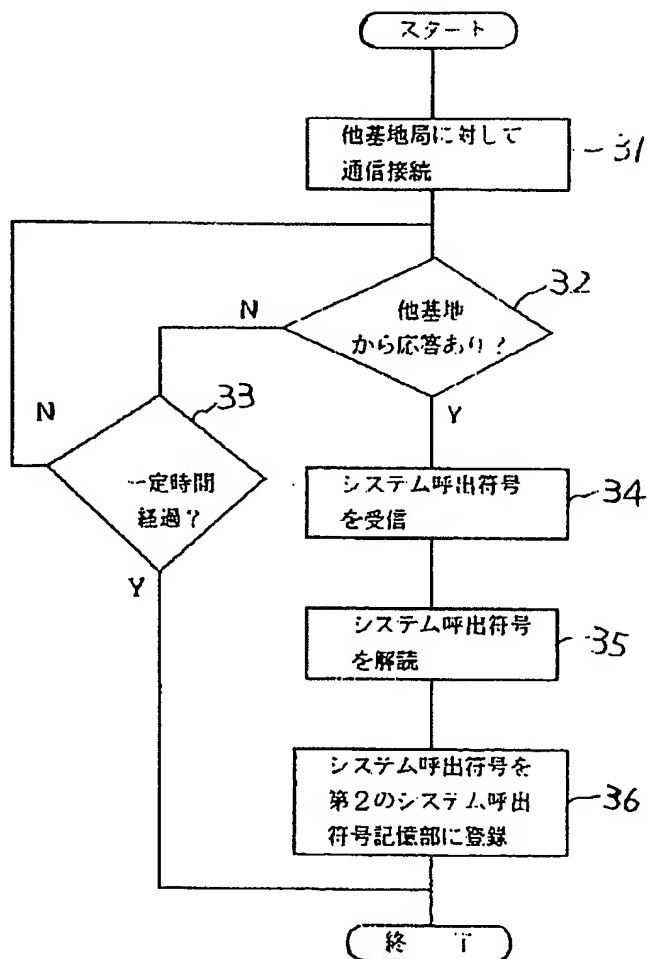 スタート
他基地局に対して
通信接続
31
32
他基地
から応答あり?
N
Y
33
N
一定時間
経過?
Y
システム呼出符号
を受信
34
システム呼出符号
を解読
35
システム呼出符号を
第2のシステム呼出
符号記憶部に登録
36
終